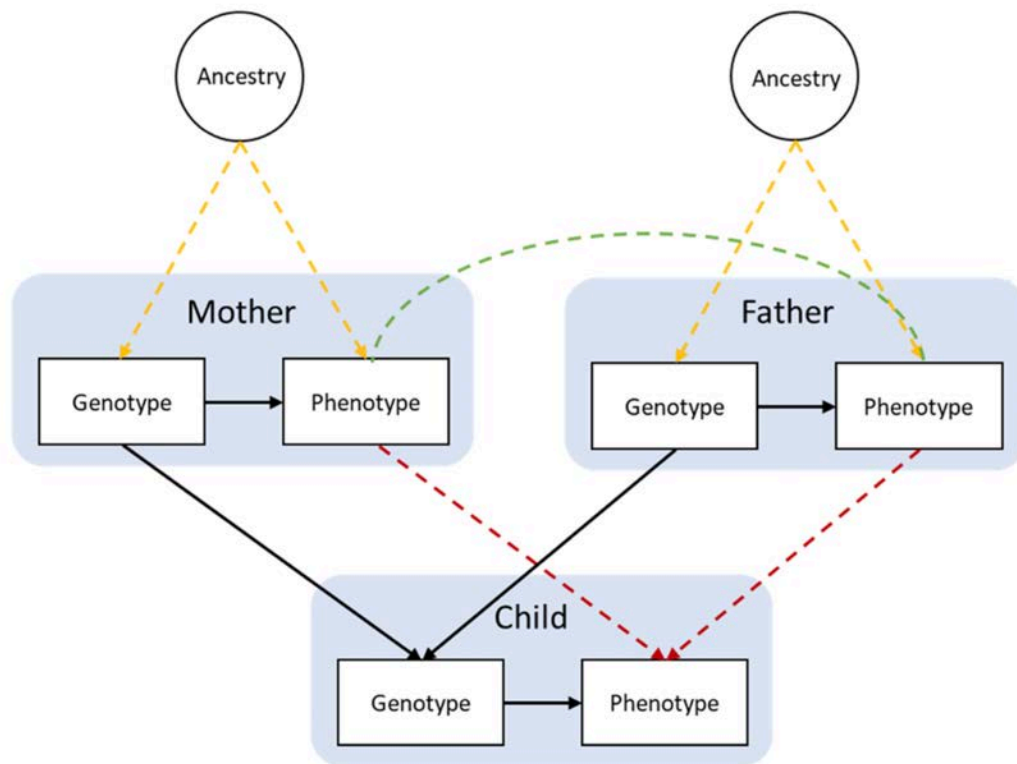 Ancestry
Ancestry
Mother
Father
Genotype
Phenotype
Genotype
Phenotype
Child
Genotype
Phenotype